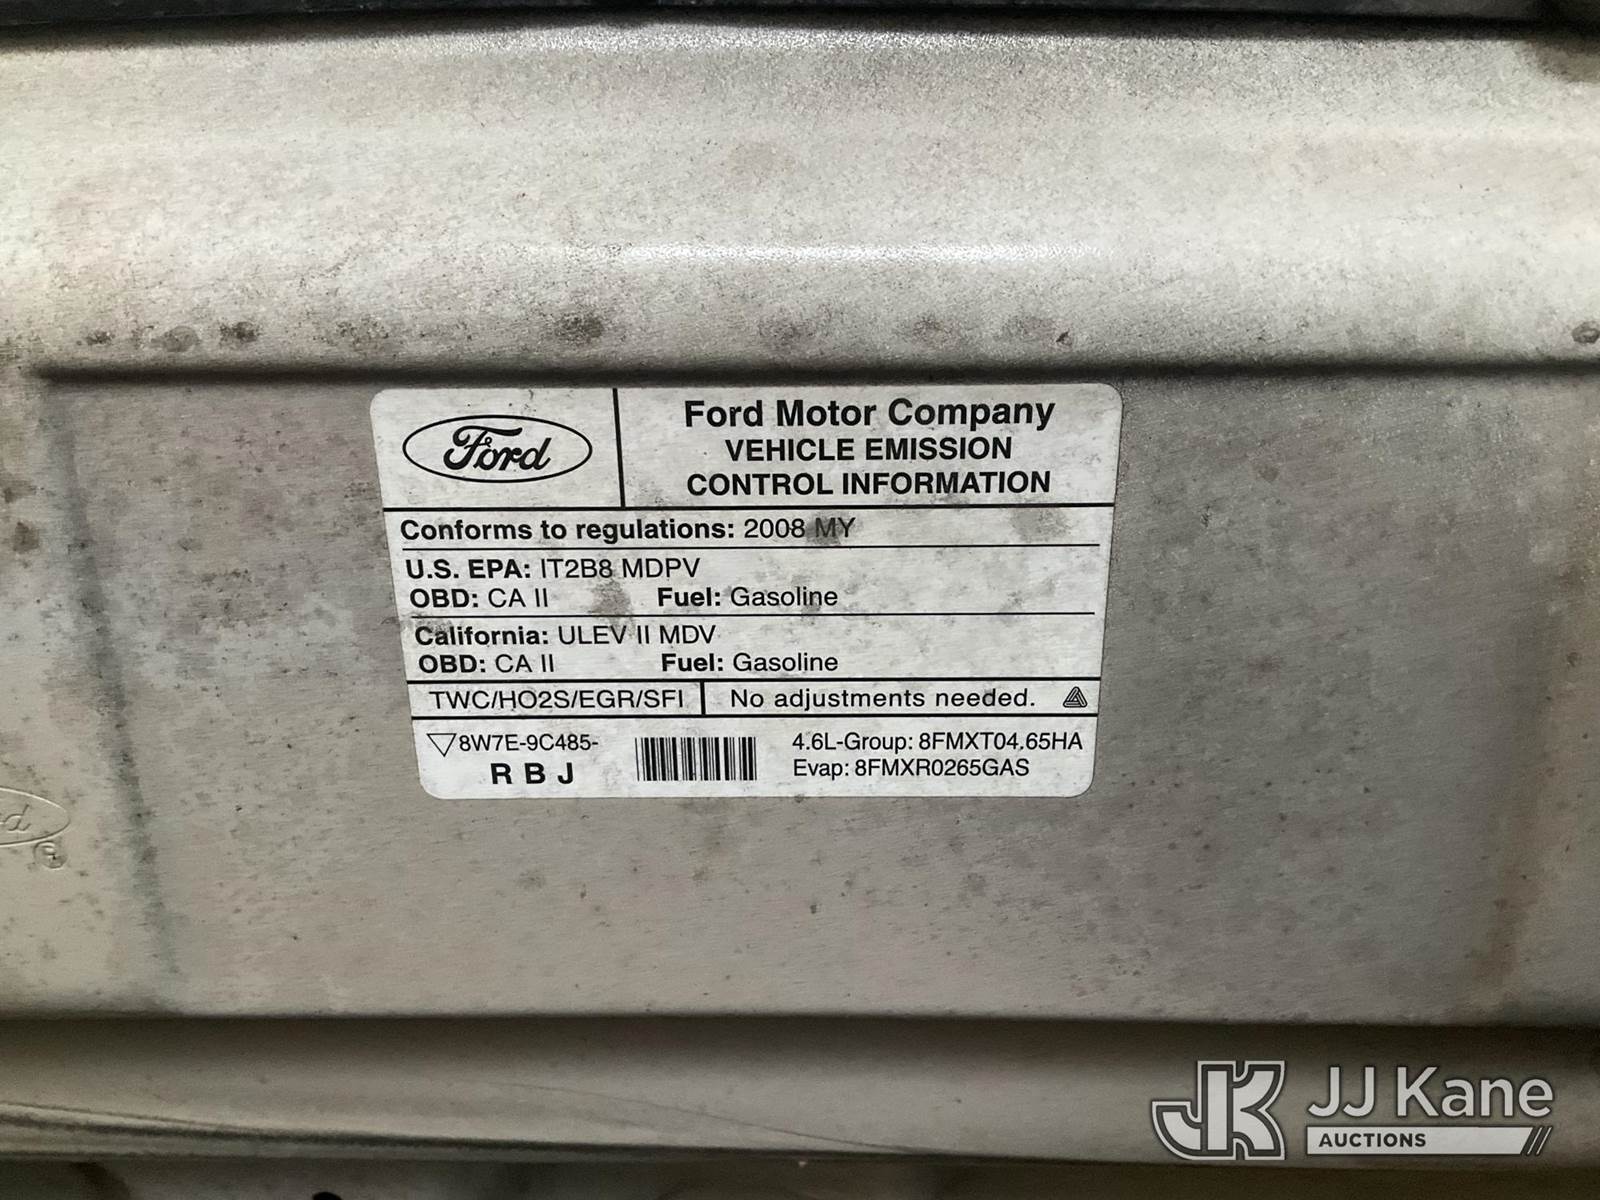 Ford
Ford Motor Company
VEHICLE EMISSION
CONTROL INFORMATION
Conforms to regulations: 2008 MY
U.S. EPA: IT2B8 MDPV
OBD: CA II Fuel: Gasoline
California: ULEV II MDV
OBD: CA II Fuel: Gasoline
TWC/HO2S/EGR/SFI No adjustments needed.
8W7E-9C485-
R B J
4.6L-Group: 8FMXT04.65HA
Evap: 8FMXR0265GAS
JK JJ Kane
AUCTIONS